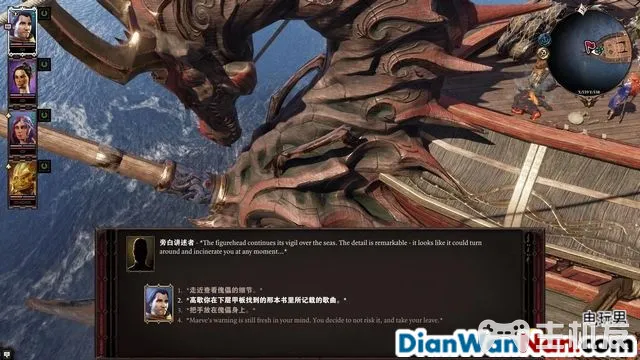 旁白讲述者 - *The figurehead continues its vigil over the seas. The detail is remarkable - it looks like it could turn
around and incinerate you at any moment...*
1. *走近查看傀儡的细节。*
2. *高歌你在下层甲板找到的那本书里所记载的歌曲。*
3. *把手放在傀儡身上。*
4. *Maeve's warning is still fresh in your mind. You decide to not risk it, and take your leave.*
电玩男
DianWanNan.com